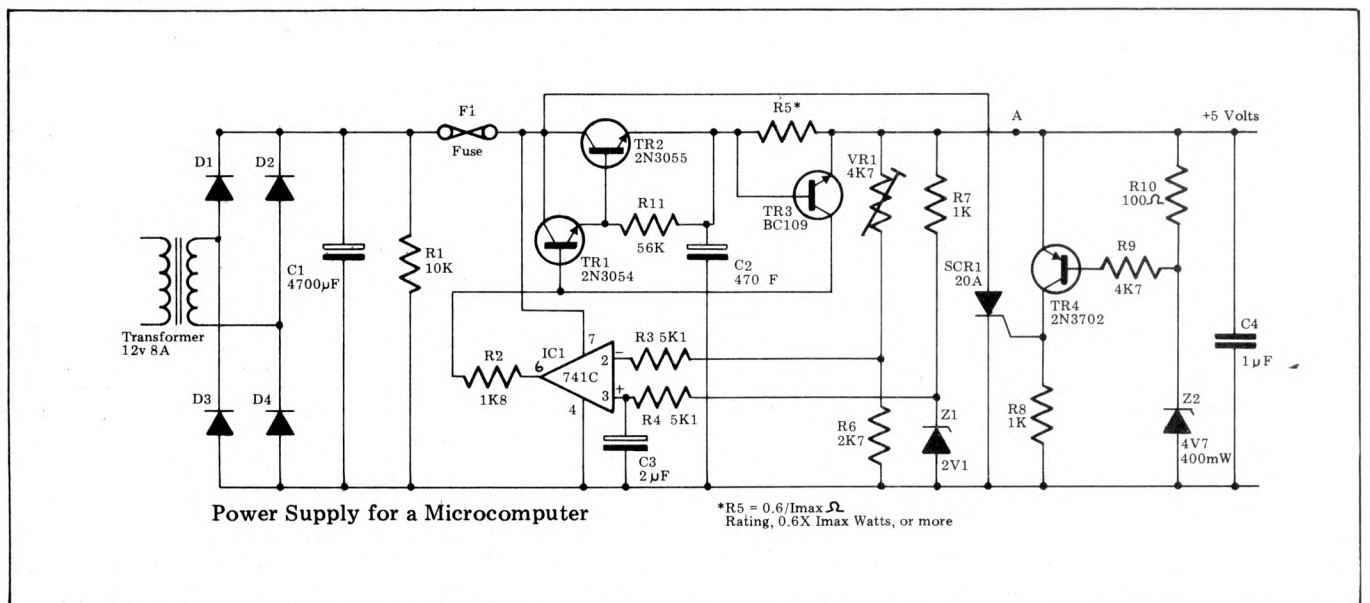 F1
Fuse
D1
D2
Transformer
12v 8A
D3
D4
C1
4700µF
R1
10K
TR2
2N3055
R11
56K
TR1
2N3054
C2
470 F
R5*
TR3
BC109
VR1
4K7
R7
1K
A
+5 Volts
SCR1
20A
R10
100Ω
R9
4K7
TR4
2N3702
C4
1µF
R2
1K8
IC1
741C
6
7
2
−
3
+
4
R3 5K1
R4 5K1
C3
2µF
R6
2K7
Z1
2V1
R8
1K
Z2
4V7
400mW
Power Supply for a Microcomputer
*R5 = 0.6/Imax Ω
Rating, 0.6X Imax Watts, or more